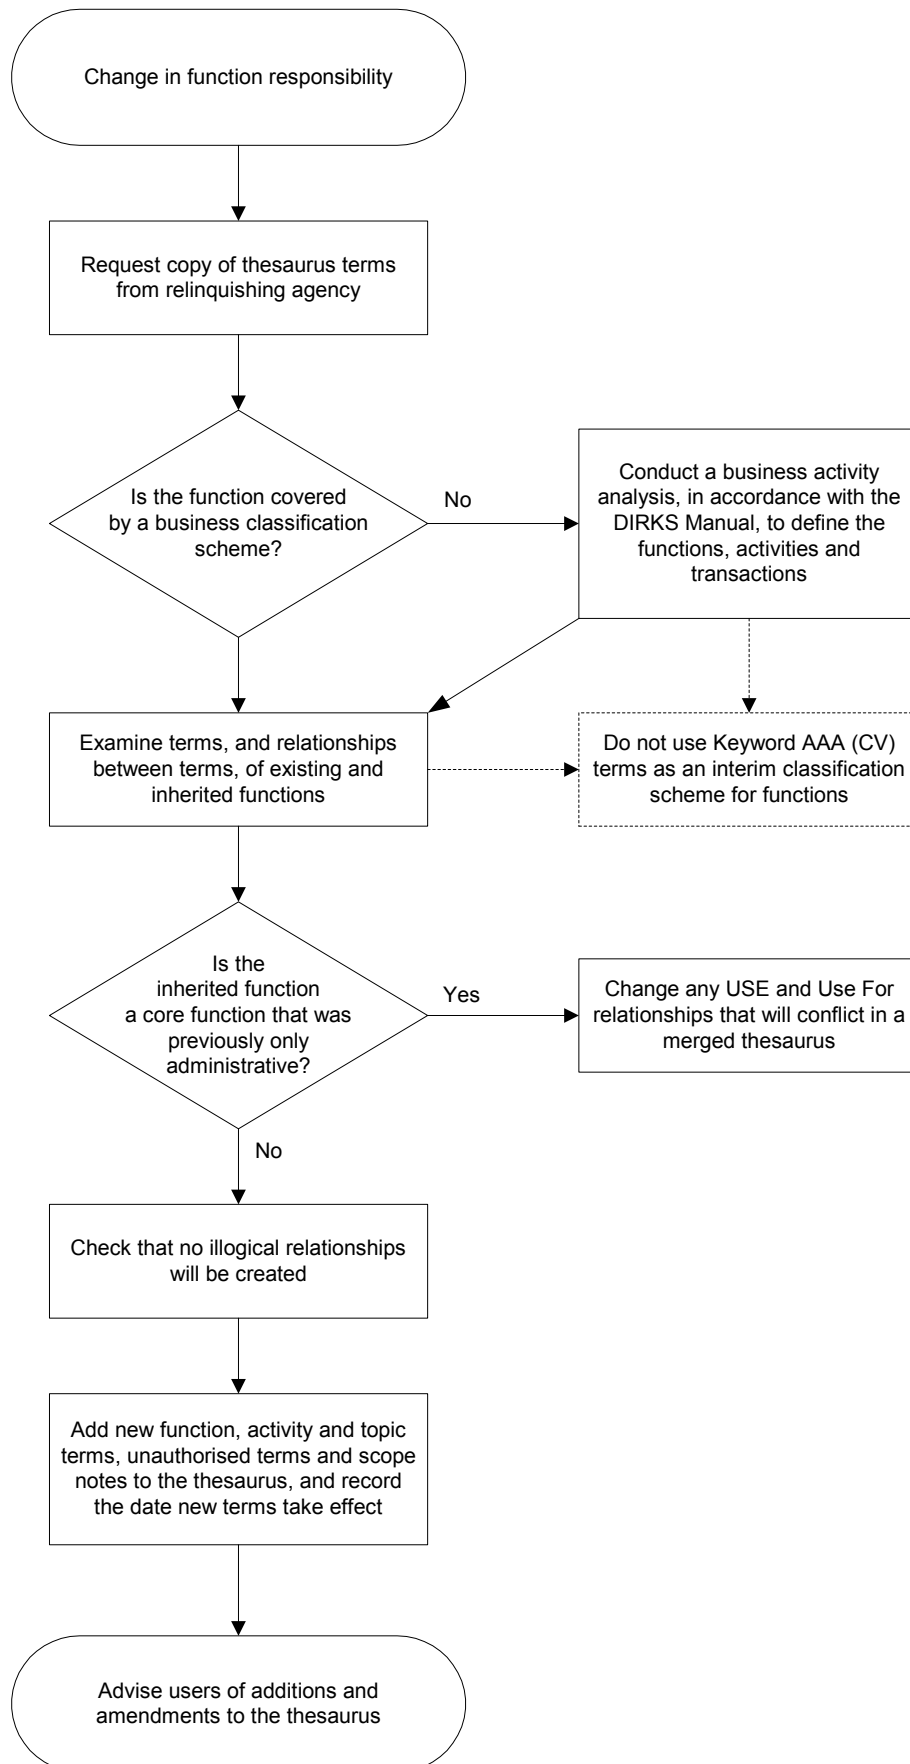 Change in function responsibility
Request copy of thesaurus terms
from relinquishing agency
Is the function covered
by a business classification
scheme?
No
Conduct a business activity
analysis, in accordance with the
DIRKS Manual, to define the
functions, activities and
transactions
Examine terms, and relationships
between terms, of existing and
inherited functions
Do not use Keyword AAA (CV)
terms as an interim classification
scheme for functions
Is the
inherited function
a core function that was
previously only
administrative?
Yes
Change any USE and Use For
relationships that will conflict in a
merged thesaurus
No
Check that no illogical relationships
will be created
Add new function, activity and topic
terms, unauthorised terms and scope
notes to the thesaurus, and record
the date new terms take effect
Advise users of additions and
amendments to the thesaurus